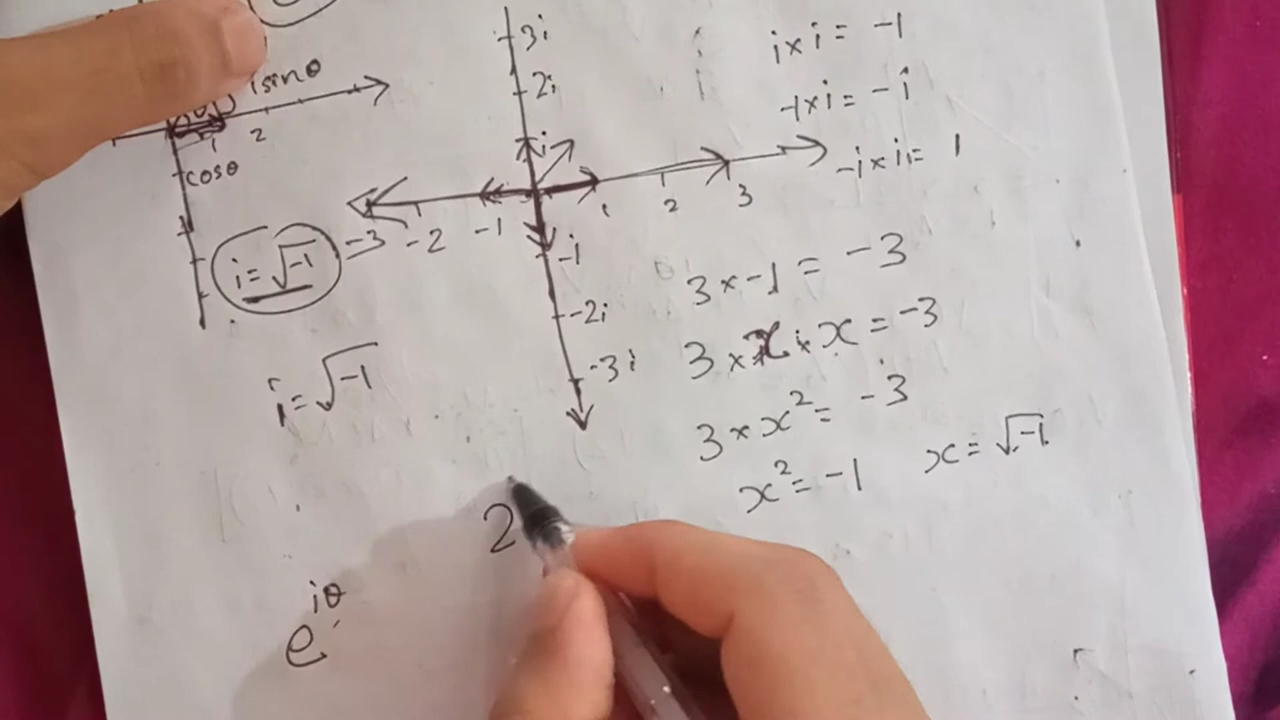 isinθ
1 2
cosθ
3i
2i
i
-3 -2 -1 1 2 3
-i
-2i
-3i
i × i = -1
-1 × i = -i
-i × i = 1
i = √-1
i = √-1
3 × -1 = -3
3 × x × x = -3
3 × x² = -3
x² = -1 x = √-1
e^iθ
2